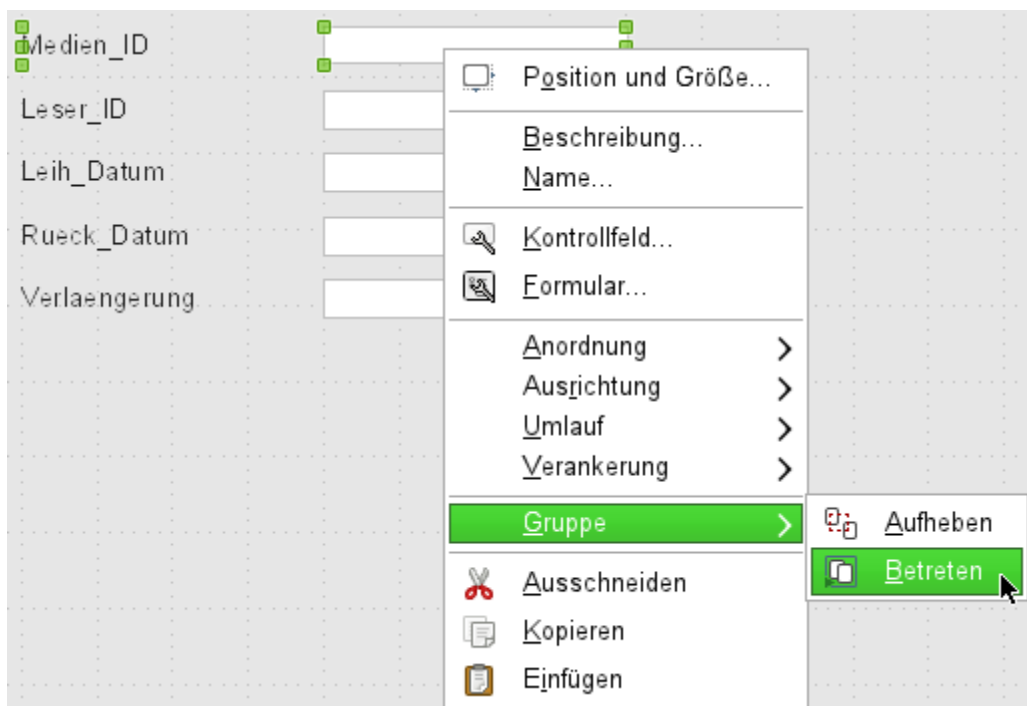 Medien_ID
Leser_ID
Leih_Datum
Rueck_Datum
Verlaengerung
Position und Größe...
Beschreibung...
Name...
Kontrollfeld...
Formular...
Anordnung
Ausrichtung
Umlauf
Verankerung
Gruppe
Aufheben
Betreten
Ausschneiden
Kopieren
Einfügen